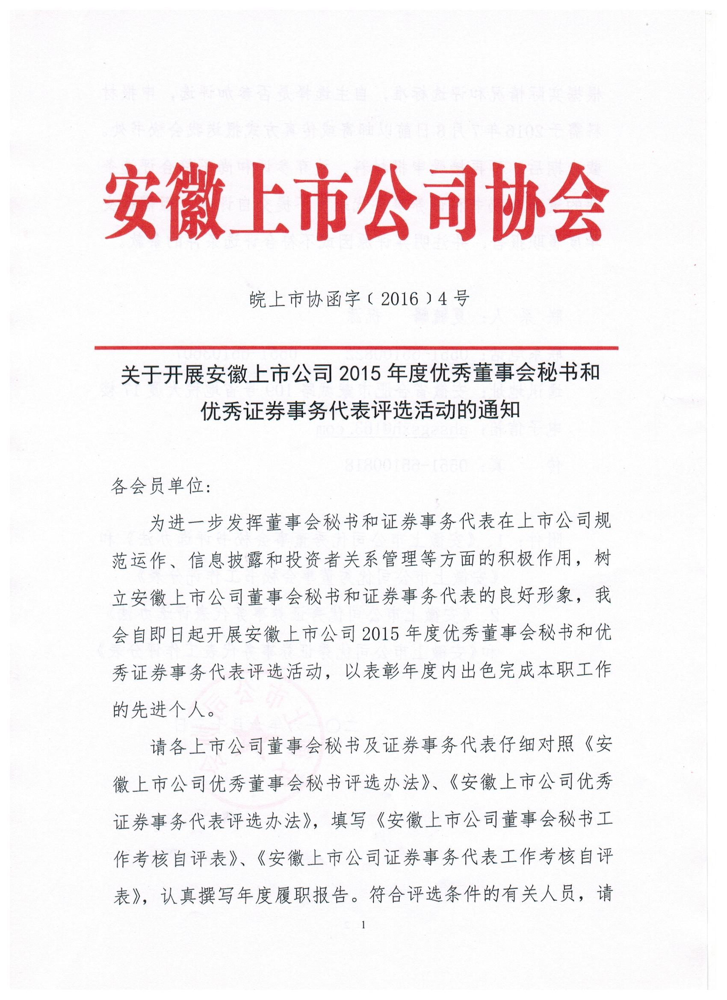 安徽上市公司协会
皖上市协函字﹝2016﹞4号
关于开展安徽上市公司2015年度优秀董事会秘书和
优秀证券事务代表评选活动的通知
各会员单位:
为进一步发挥董事会秘书和证券事务代表在上市公司规
范运作、信息披露和投资者关系管理等方面的积极作用，树
立安徽上市公司董事会秘书和证券事务代表的良好形象，我
会自即日起开展安徽上市公司2015年度优秀董事会秘书和优
秀证券事务代表评选活动，以表彰年度内出色完成本职工作
的先进个人。
请各上市公司董事会秘书及证券事务代表仔细对照《安
徽上市公司优秀董事会秘书评选办法》、《安徽上市公司优秀
证券事务代表评选办法》，填写《安徽上市公司董事会秘书工
作考核自评表》、《安徽上市公司证券事务代表工作考核自评
表》，认真撰写年度履职报告。符合评选条件的有关人员，请
1